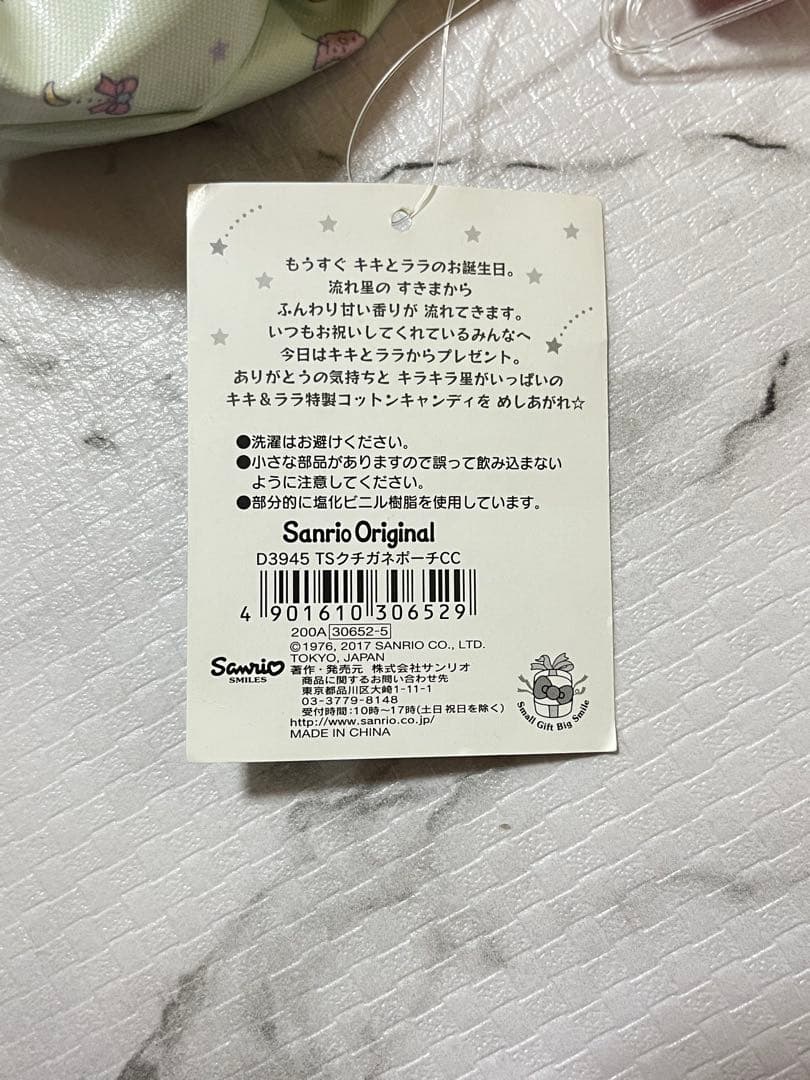 もうすぐ キキとララのお誕生日。
流れ星の すきまから
ふんわり甘い香りが 流れてきます。
いつもお祝いしてくれているみんなへ
今日はキキとララからプレゼント。
ありがとうの気持ちと キラキラ星がいっぱいの
キキ&ララ特製コットンキャンディを めしあがれ☆
●洗濯はお避けください。
●小さな部品がありますので誤って飲み込まない
ように注意してください。
●部分的に塩化ビニル樹脂を使用しています。
Sanrio Original
D3945 TSクチガネポーチCC
4 901610 306529
200A 30652-5
©1976, 2017 SANRIO CO., LTD.
TOKYO, JAPAN
Sanrio
SMILES
著作・発売元 株式会社サンリオ
商品に関するお問い合わせ先
東京都品川区大崎1-11-1
03-3779-8148
受付時間:10時～17時(土日祝日を除く)
http://www.sanrio.co.jp/
MADE IN CHINA
Small Gift Big Smile